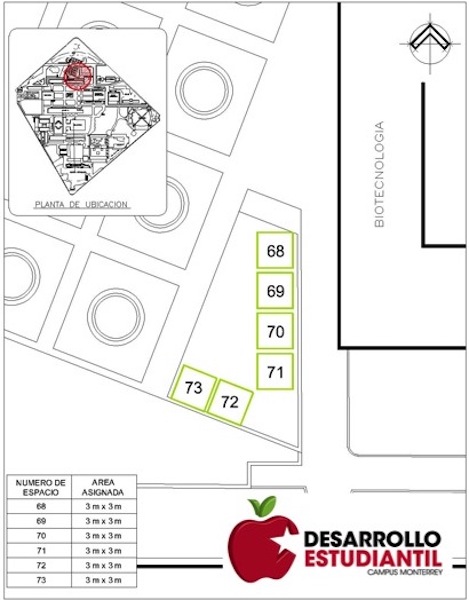 PLANTA DE UBICACION
BIOTECNOLOGIA
68
69
70
71
73
72
NUMERO DE ESPACIO
AREA ASIGNADA
68 3 m x 3 m
69 3 m x 3 m
70 3 m x 3 m
71 3 m x 3 m
72 3 m x 3 m
73 3 m x 3 m
DESARROLLO
ESTUDIANTIL
CAMPUS MONTERREY